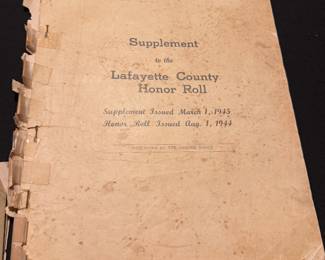 Supplement
to the
Lafayette County
Honor Roll
Supplement Issued March 1, 1945
Honor Roll Issued Aug. 1, 1944